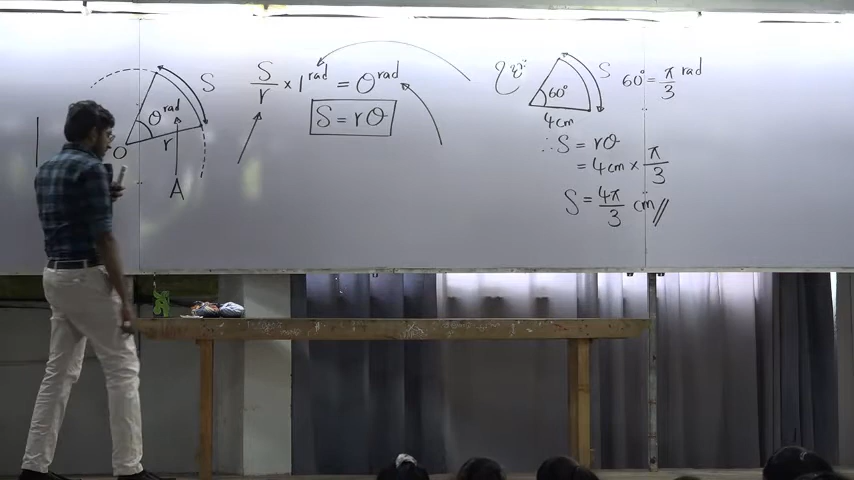 S
θ rad
O
r
A
S/r × 1 rad = θ rad
S = rθ
60°
S
4cm
60° = π/3 rad
∴ S = rθ
= 4cm × π/3
S = 4π/3 cm //